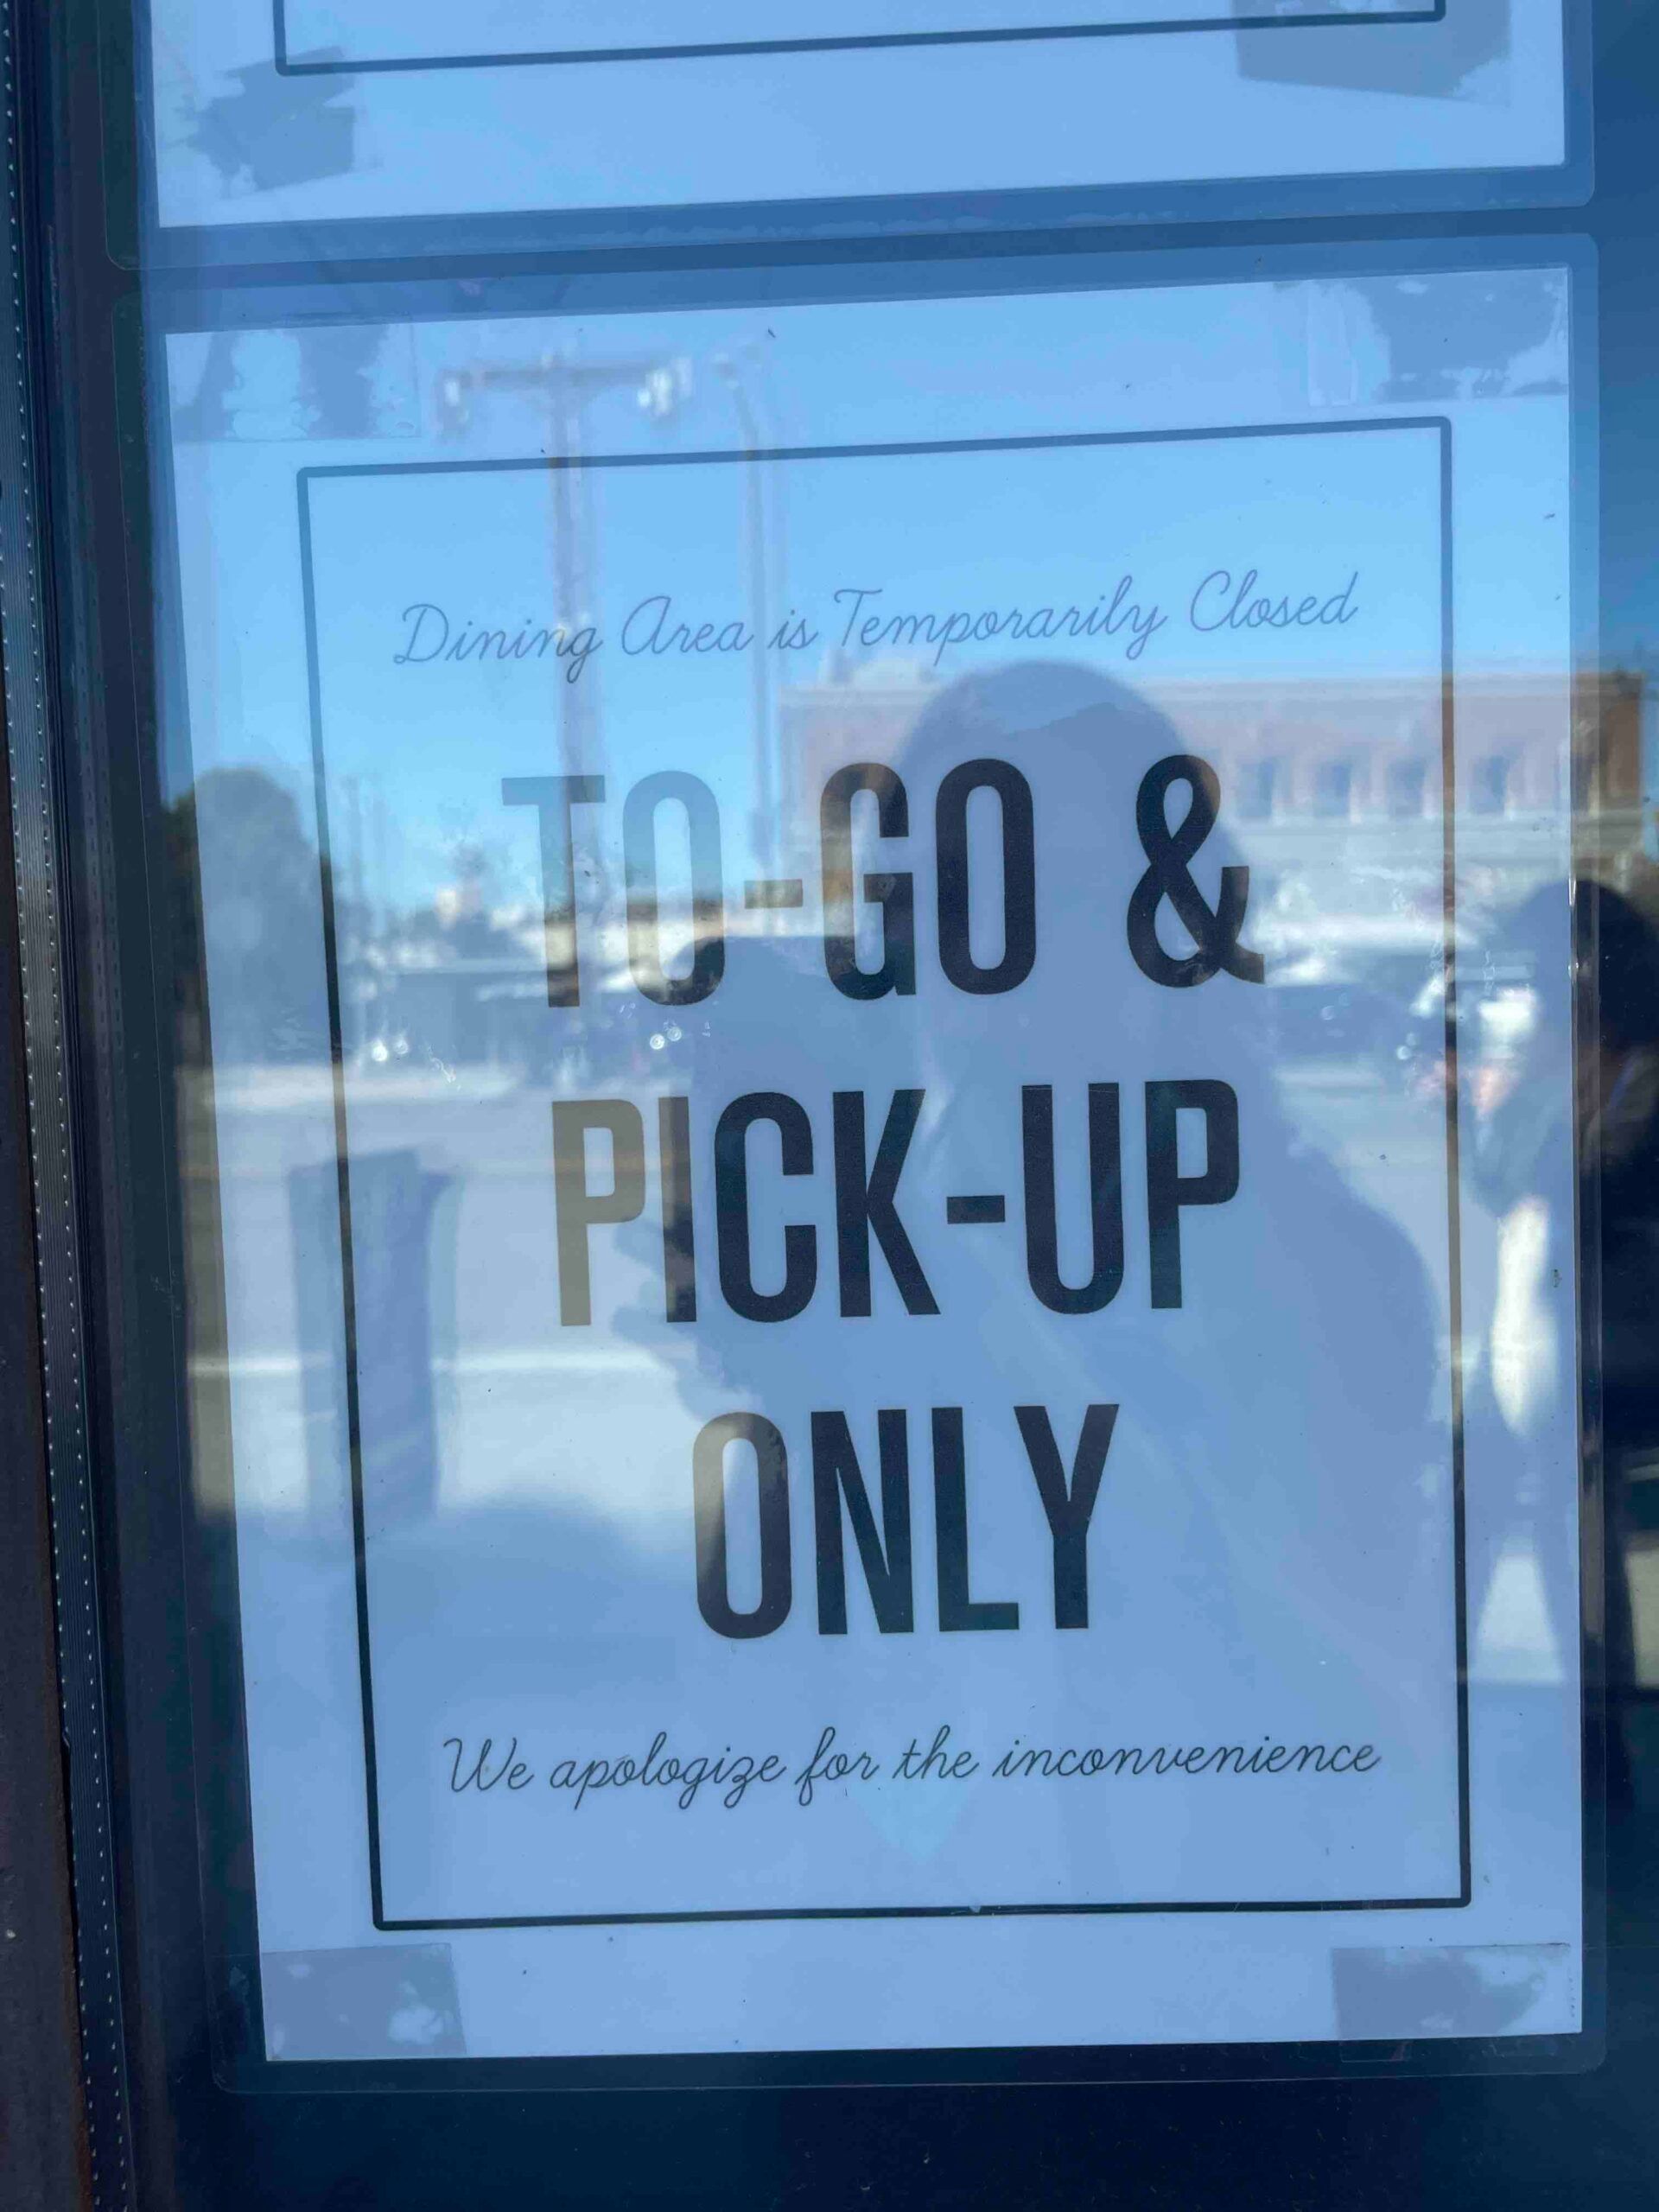 Dining Area is Temporarily Closed
TO-GO &
PICK-UP
ONLY
We apologize for the inconvenience